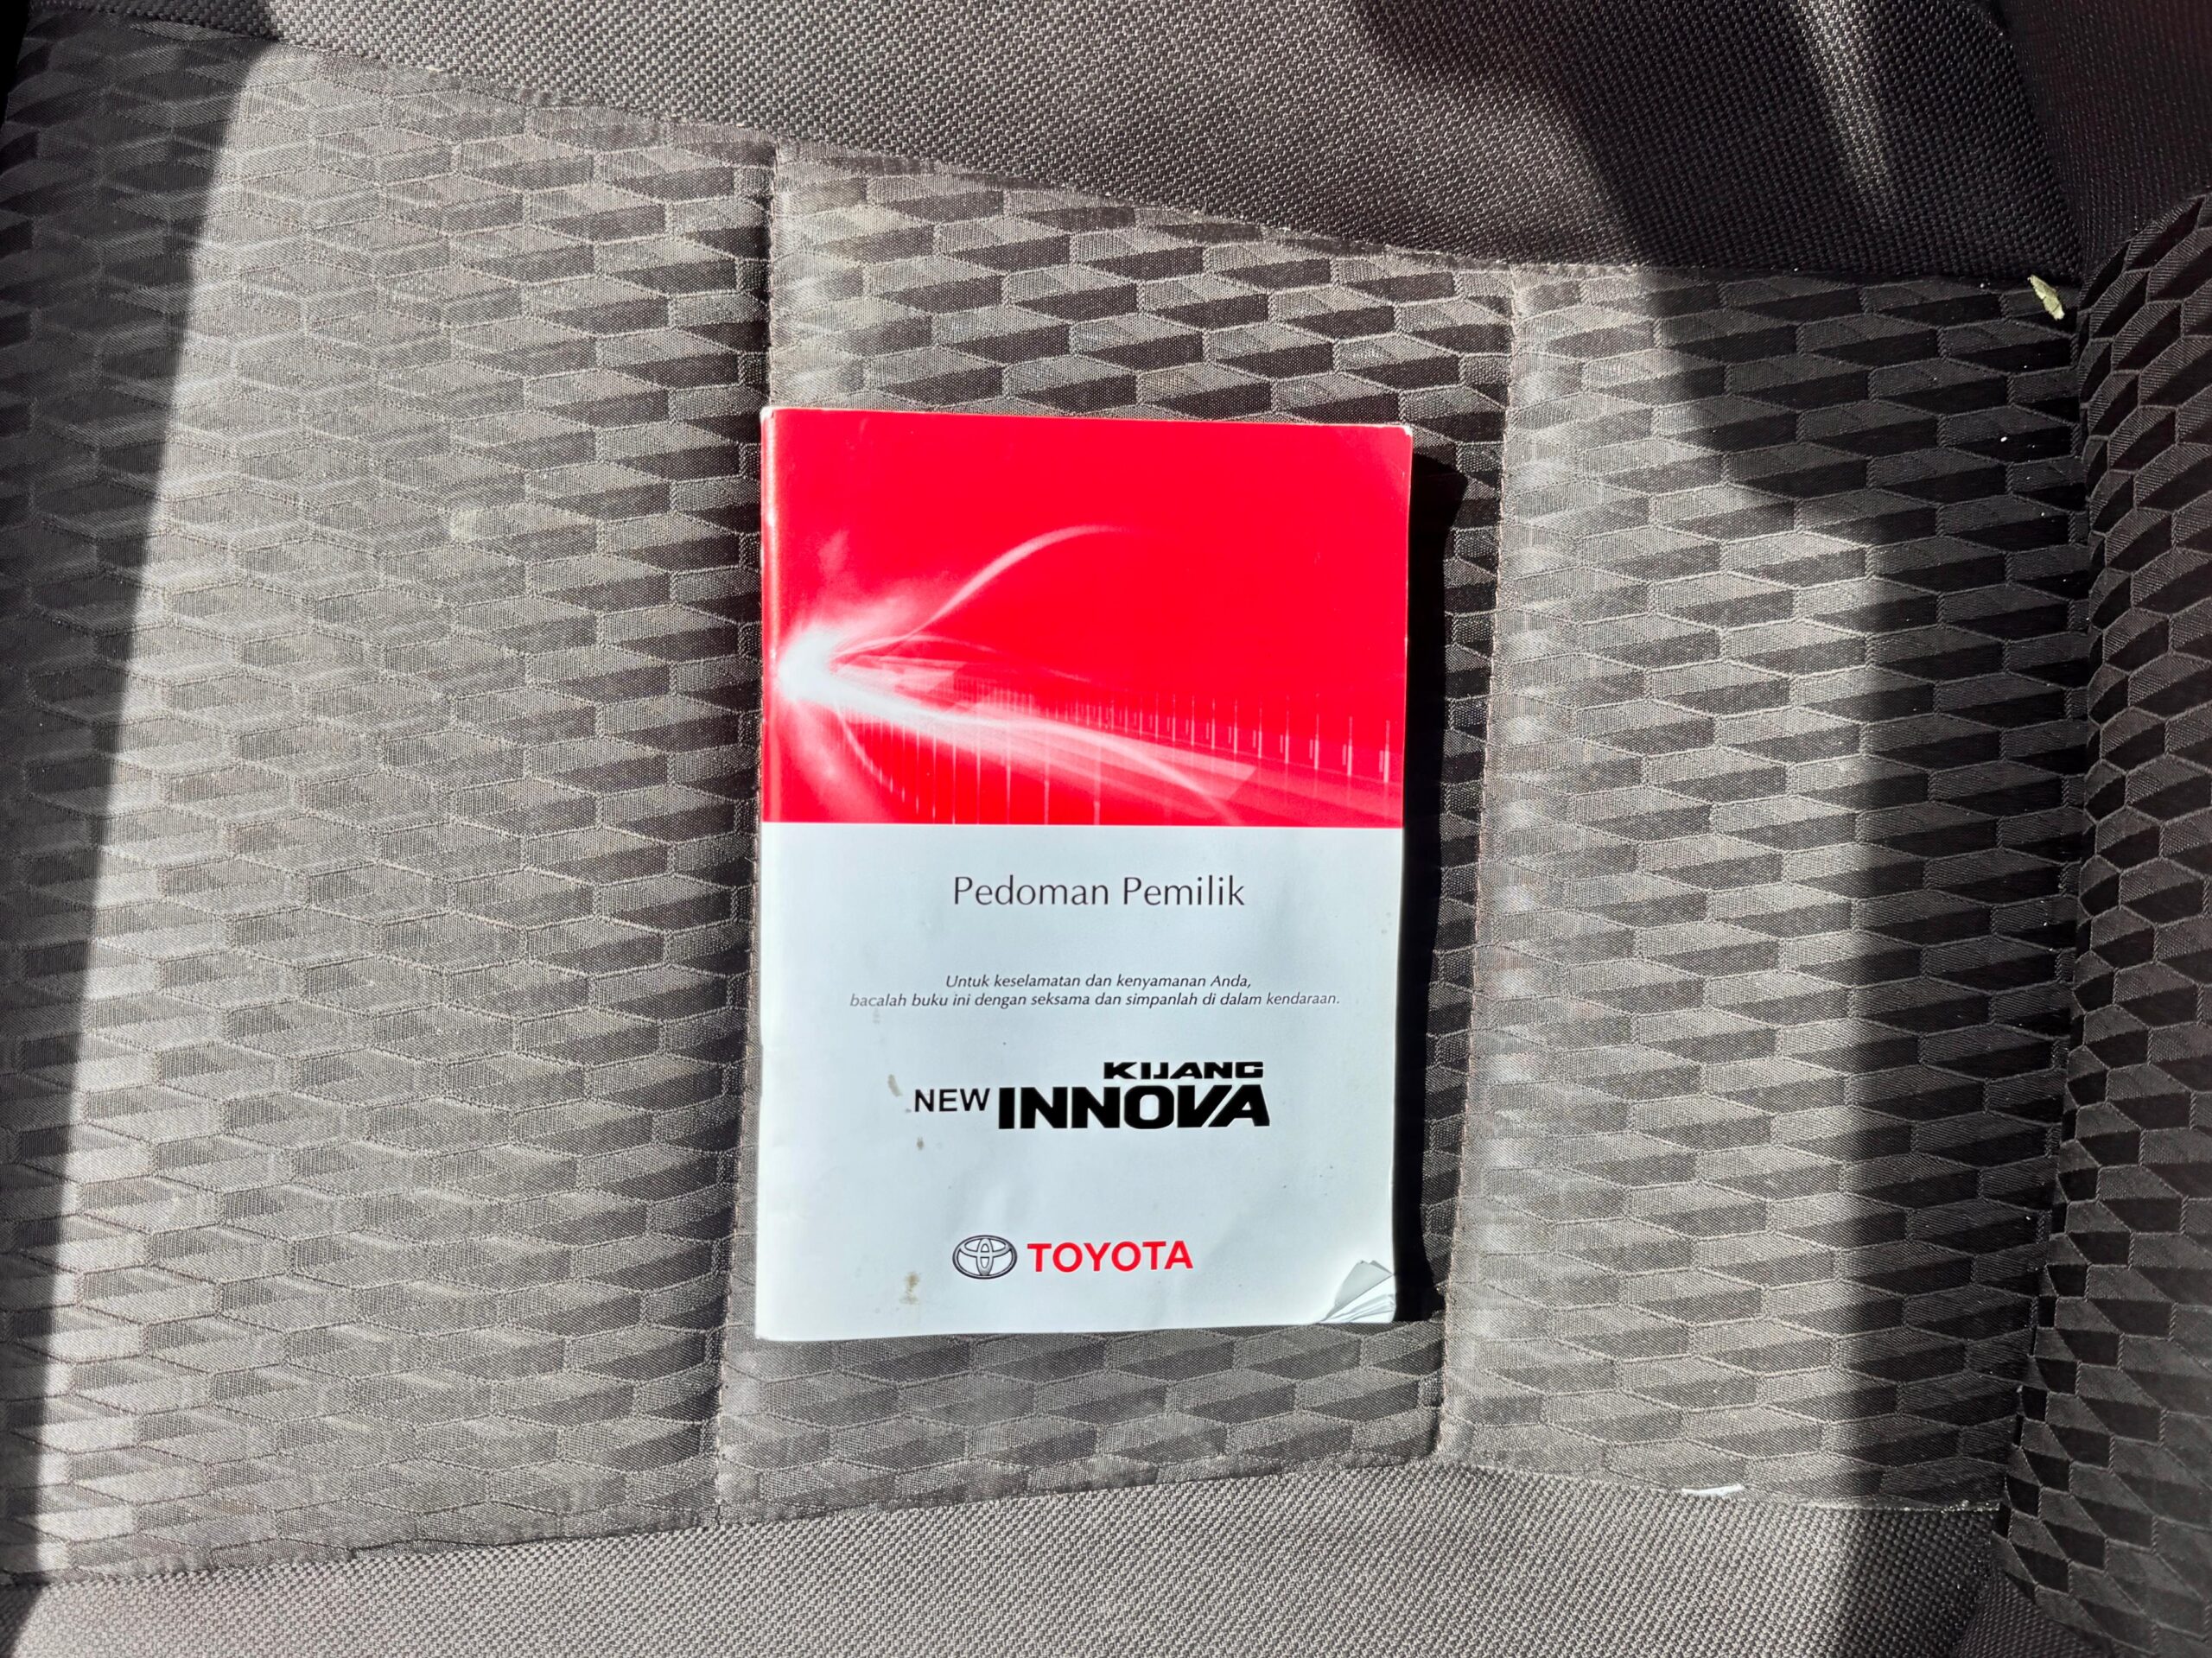 Pedoman Pemilik
Untuk keselamatan dan kenyamanan Anda,
bacalah buku ini dengan seksama dan simpanlah di dalam kendaraan.
KIJANG
NEW INNOVA
TOYOTA